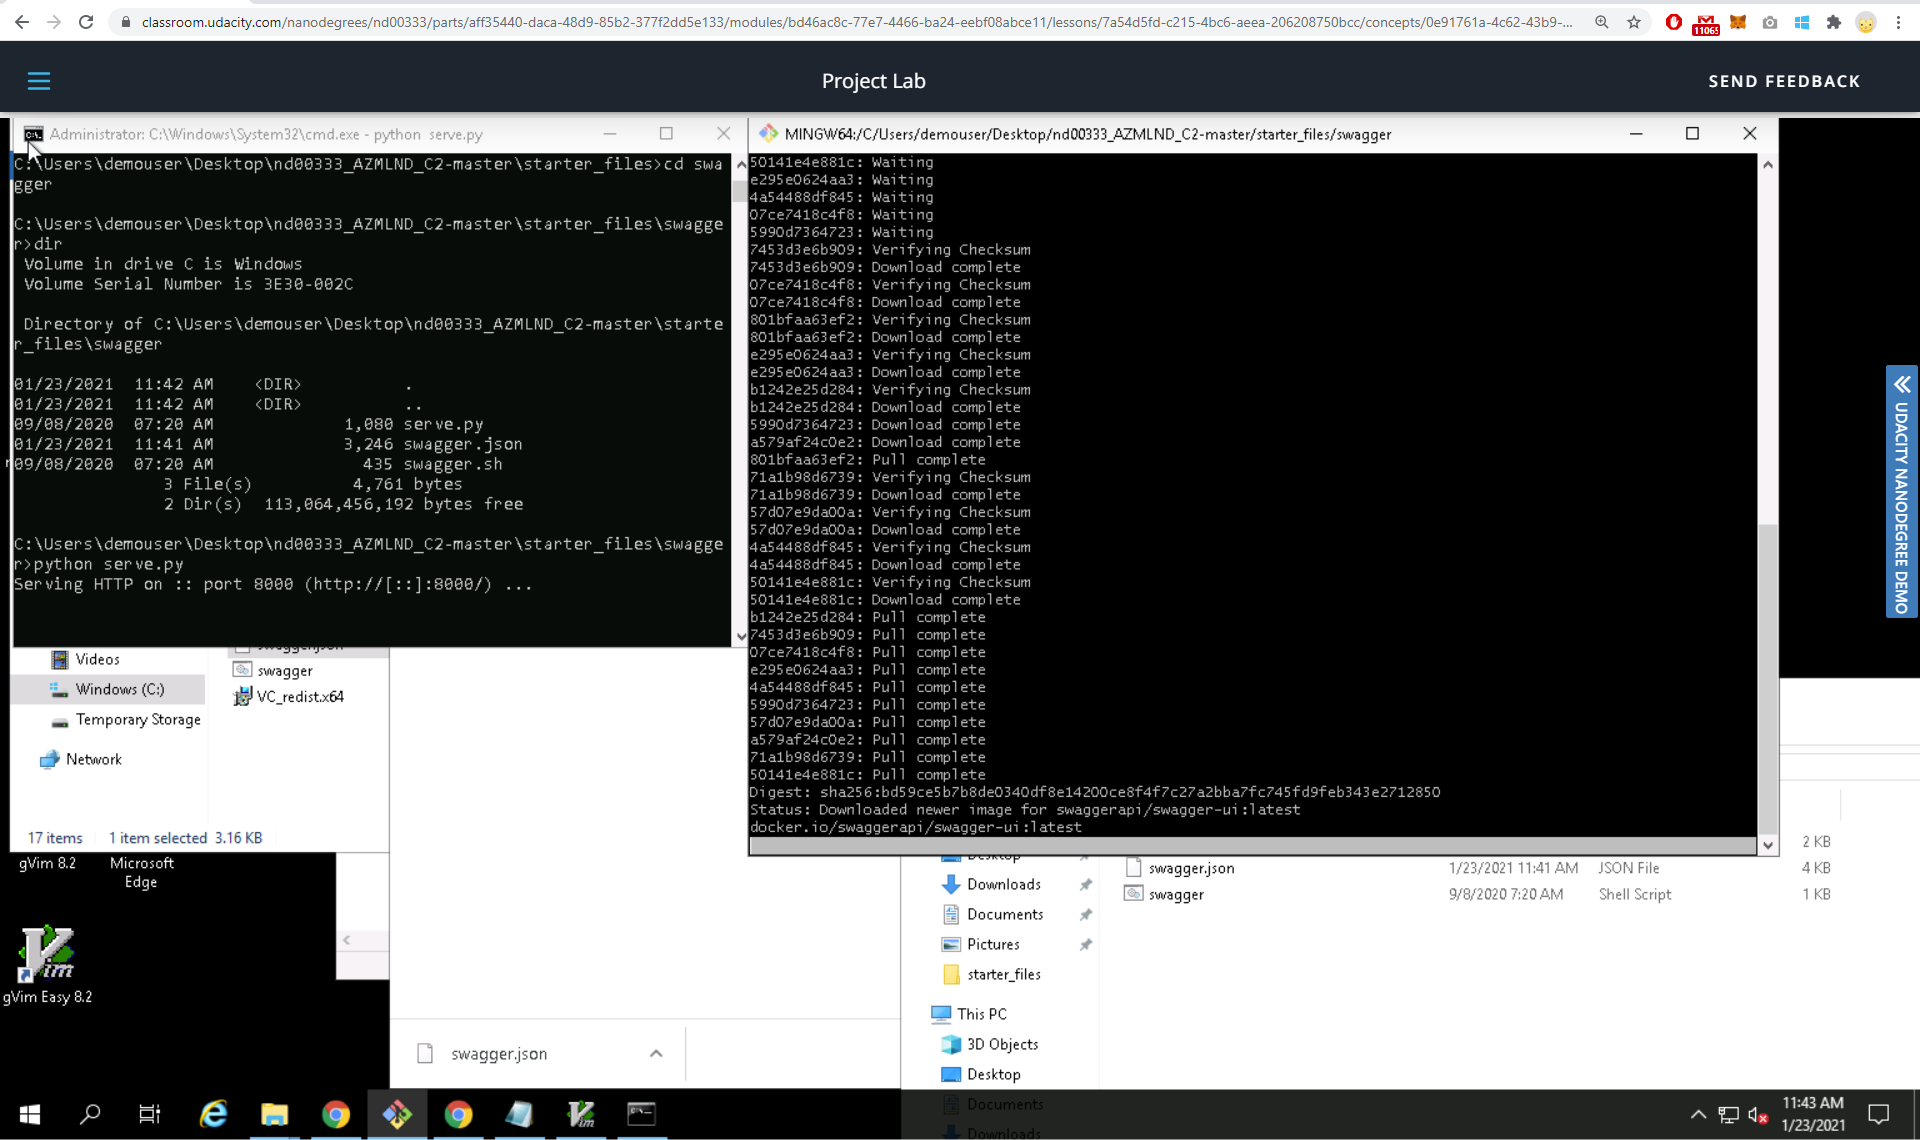 classroom.udacity.com/nanodegrees/nd00333/parts/aff35440-daca-48d9-85b2-377f2dd5e133/modules/bd46ac8c-77e7-4466-ba24-eebf08abce11/lessons/7a54d5fd-c215-4bc6-aeea-206208750bcc/concepts/0e91761a-4c62-43b9-...
Project Lab
SEND FEEDBACK
Administrator: C:\Windows\System32\cmd.exe - python  serve.py
C:\Users\demouser\Desktop\nd00333_AZMLND_C2-master\starter_files>cd swa
gger
C:\Users\demouser\Desktop\nd00333_AZMLND_C2-master\starter_files\swagge
r>dir
Volume in drive C is Windows
Volume Serial Number is 3E30-002C
Directory of C:\Users\demouser\Desktop\nd00333_AZMLND_C2-master\starte
r_files\swagger
01/23/2021  11:42 AM    <DIR>          .
01/23/2021  11:42 AM    <DIR>          ..
09/08/2020  07:20 AM             1,080 serve.py
01/23/2021  11:41 AM             3,246 swagger.json
09/08/2020  07:20 AM               435 swagger.sh
3 File(s)          4,761 bytes
2 Dir(s)  113,064,456,192 bytes free
C:\Users\demouser\Desktop\nd00333_AZMLND_C2-master\starter_files\swagge
r>python serve.py
Serving HTTP on :: port 8000 (http://[::]:8000/) ...
MINGW64:/C/Users/demouser/Desktop/nd00333_AZMLND_C2-master/starter_files/swagger
50141e4e881c: Waiting
e295e0624aa3: Waiting
4a54488df845: Waiting
07ce7418c4f8: Waiting
5990d7364723: Waiting
7453d3e6b909: Verifying Checksum
7453d3e6b909: Download complete
07ce7418c4f8: Verifying Checksum
07ce7418c4f8: Download complete
801bfaa63ef2: Verifying Checksum
801bfaa63ef2: Download complete
e295e0624aa3: Verifying Checksum
e295e0624aa3: Download complete
b1242e25d284: Verifying Checksum
b1242e25d284: Download complete
5990d7364723: Download complete
a579af24c0e2: Download complete
801bfaa63ef2: Pull complete
71a1b98d6739: Verifying Checksum
71a1b98d6739: Download complete
57d07e9da00a: Verifying Checksum
57d07e9da00a: Download complete
4a54488df845: Verifying Checksum
4a54488df845: Download complete
50141e4e881c: Verifying Checksum
50141e4e881c: Download complete
b1242e25d284: Pull complete
7453d3e6b909: Pull complete
07ce7418c4f8: Pull complete
e295e0624aa3: Pull complete
4a54488df845: Pull complete
5990d7364723: Pull complete
57d07e9da00a: Pull complete
a579af24c0e2: Pull complete
71a1b98d6739: Pull complete
50141e4e881c: Pull complete
Digest: sha256:bd59ce5b7b8de0340df8e14200ce8f4f7c27a2bba7fc745fd9feb343e2712850
Status: Downloaded newer image for swaggerapi/swagger-ui:latest
docker.io/swaggerapi/swagger-ui:latest
UDACITY NANODEGREE DEMO
Videos
Windows (C:)
Temporary Storage
Network
swagger.json
swagger
VC_redist.x64
17 items
1 item selected  3.16 KB
gVim 8.2
Microsoft
Edge
gVim Easy 8.2
swagger.json
Desktop
Downloads
Documents
Pictures
starter_files
This PC
3D Objects
Desktop
Documents
Downloads
2 KB
swagger.json 1/23/2021 11:41 AM JSON File 4 KB
swagger 9/8/2020 7:20 AM Shell Script 1 KB
11:43 AM
1/23/2021